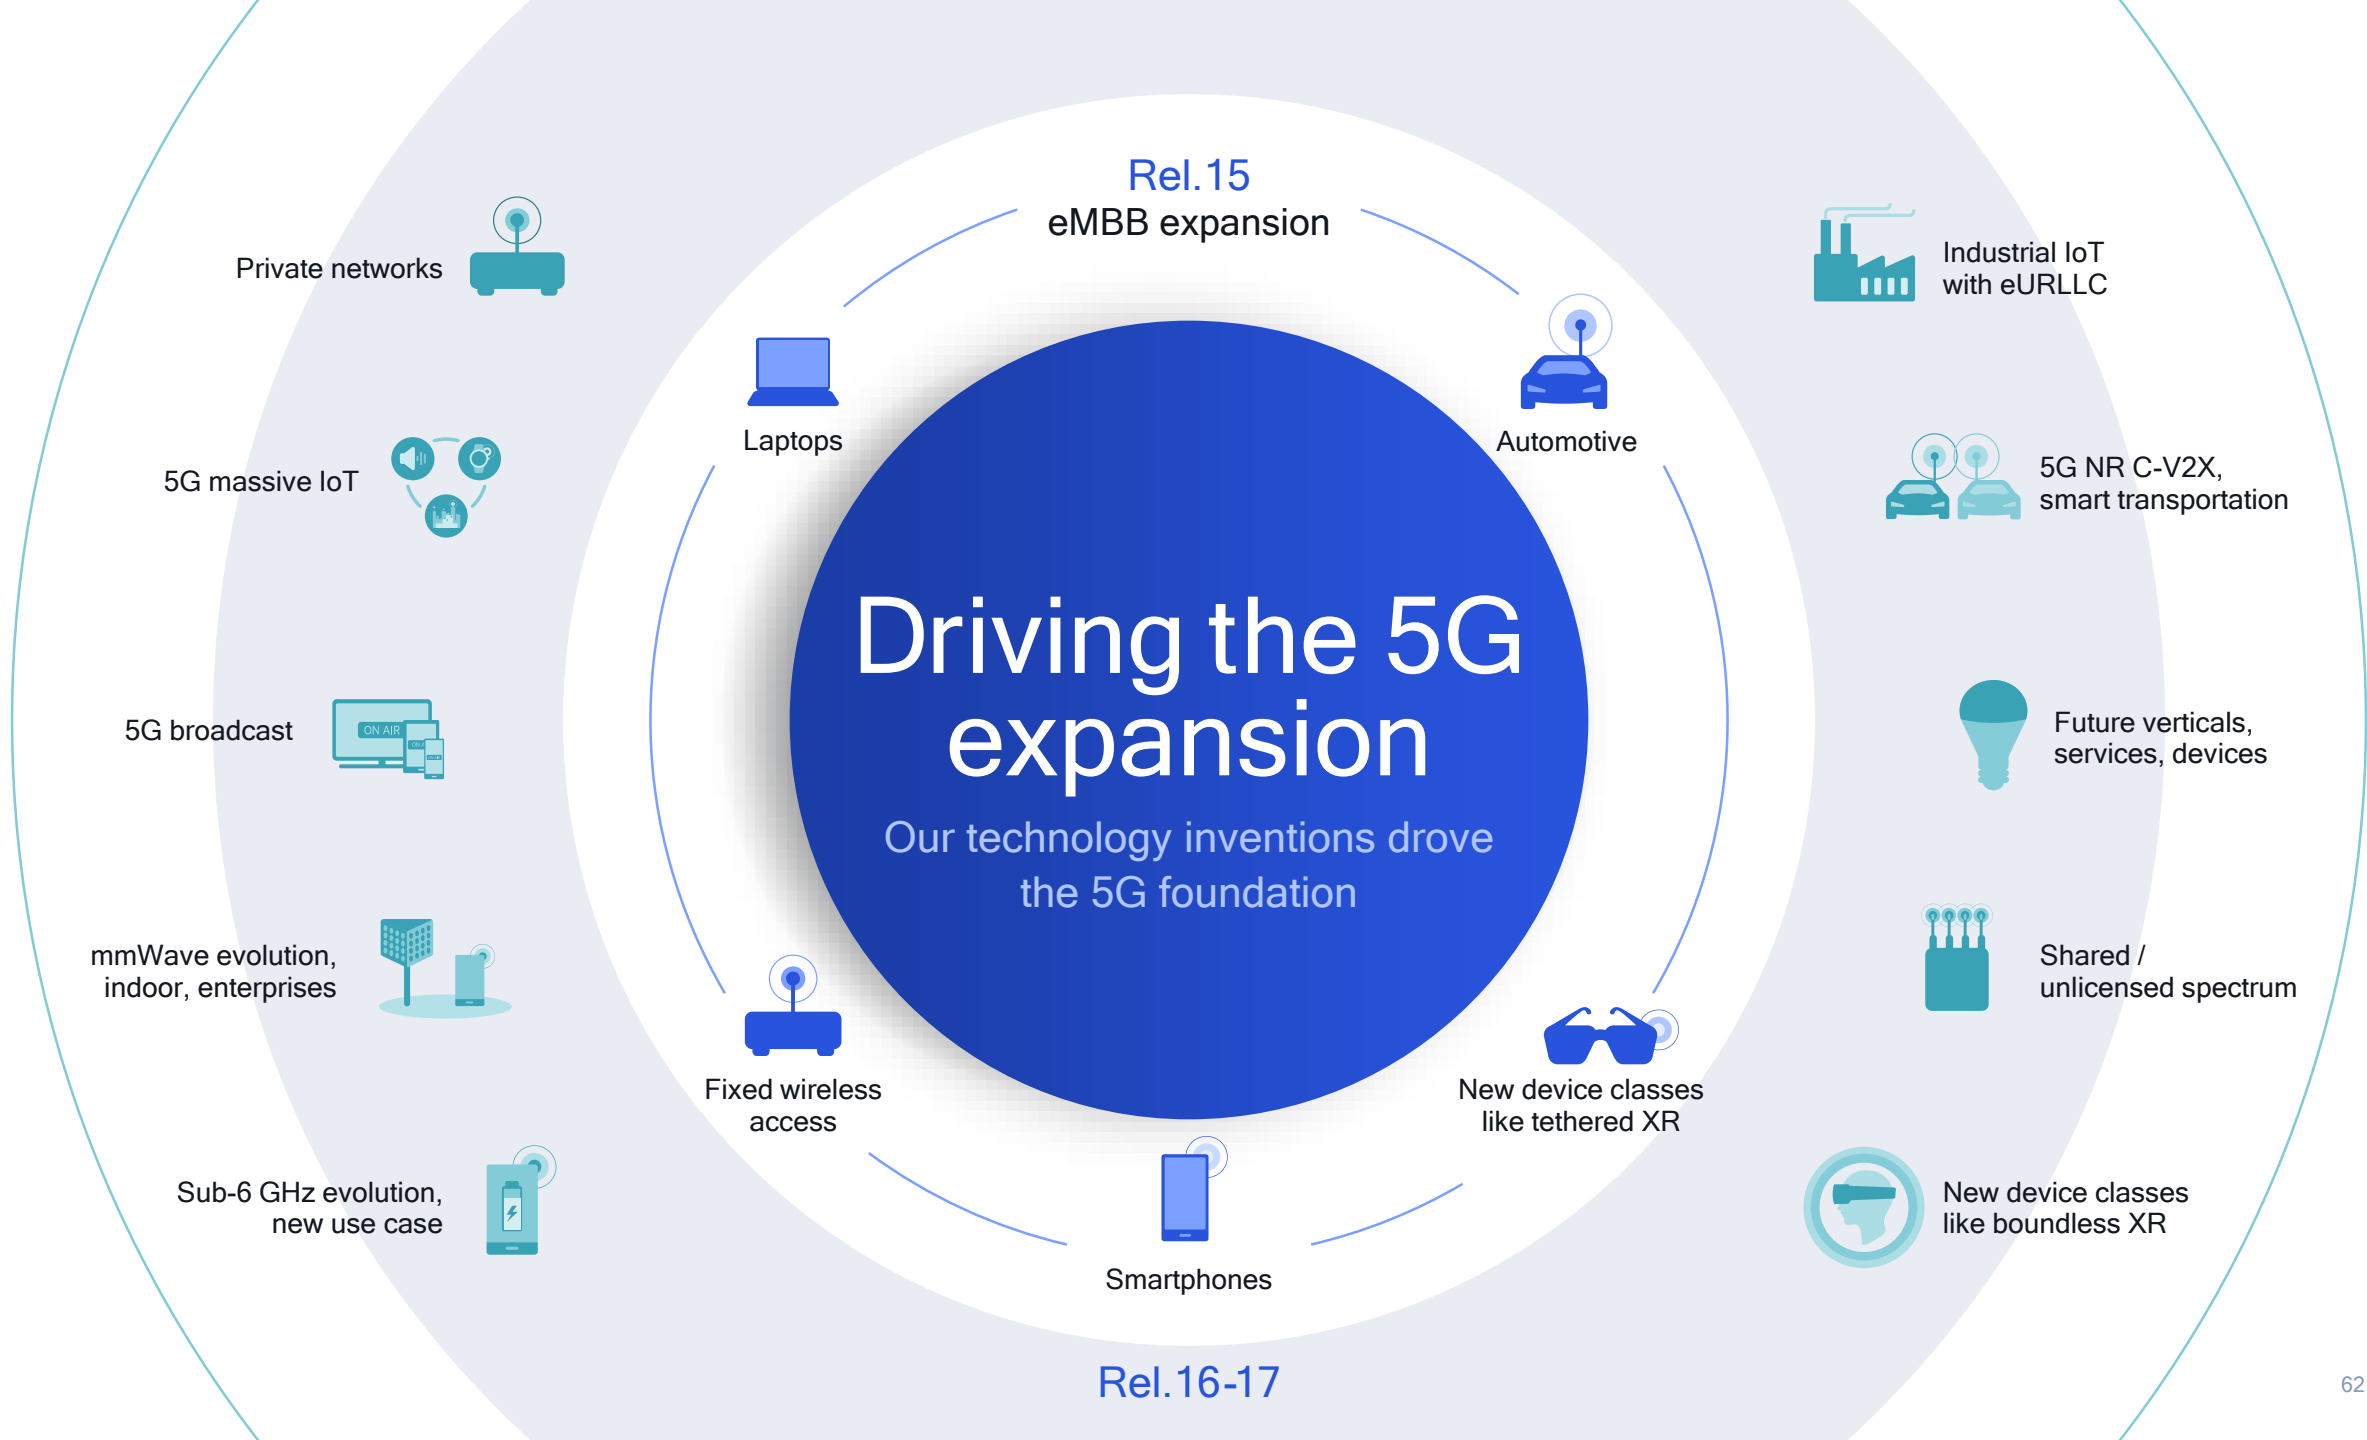 Rel.15
eMBB expansion
Private networks
5G massive IoT
5G broadcast
ON AIR
mmWave evolution,
indoor, enterprises
Sub-6 GHz evolution,
new use case
Laptops
Automotive
Driving the 5G
expansion
Our technology inventions drove
the 5G foundation
Fixed wireless
access
New device classes
like tethered XR
Smartphones
Industrial IoT
with eURLLC
5G NR C-V2X,
smart transportation
Future verticals,
services, devices
Shared /
unlicensed spectrum
New device classes
like boundless XR
Rel.16-17
62